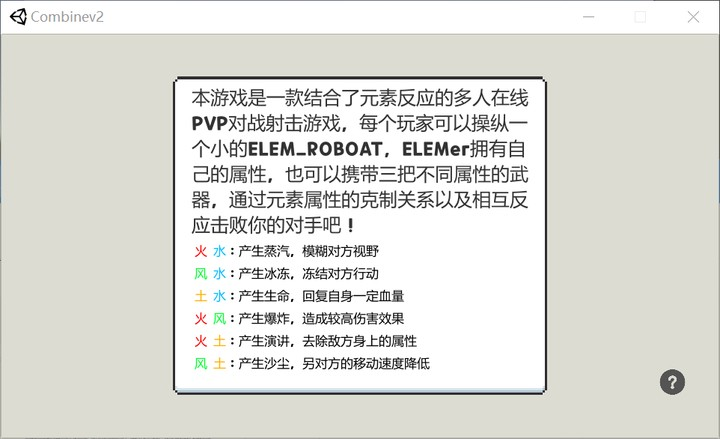 Combinev2
本游戏是一款结合了元素反应的多人在线
PVP对战射击游戏，每个玩家可以操纵一
个小的ELEM_ROBOAT，ELEMer拥有自
己的属性，也可以携带三把不同属性的武
器，通过元素属性的克制关系以及相互反
应击败你的对手吧！
火 水：产生蒸汽，模糊对方视野
风 水：产生冰冻，冻结对方行动
土 水：产生生命，回复自身一定血量
火 风：产生爆炸，造成较高伤害效果
火 土：产生演讲，去除敌方身上的属性
风 土：产生沙尘，另对方的移动速度降低
?